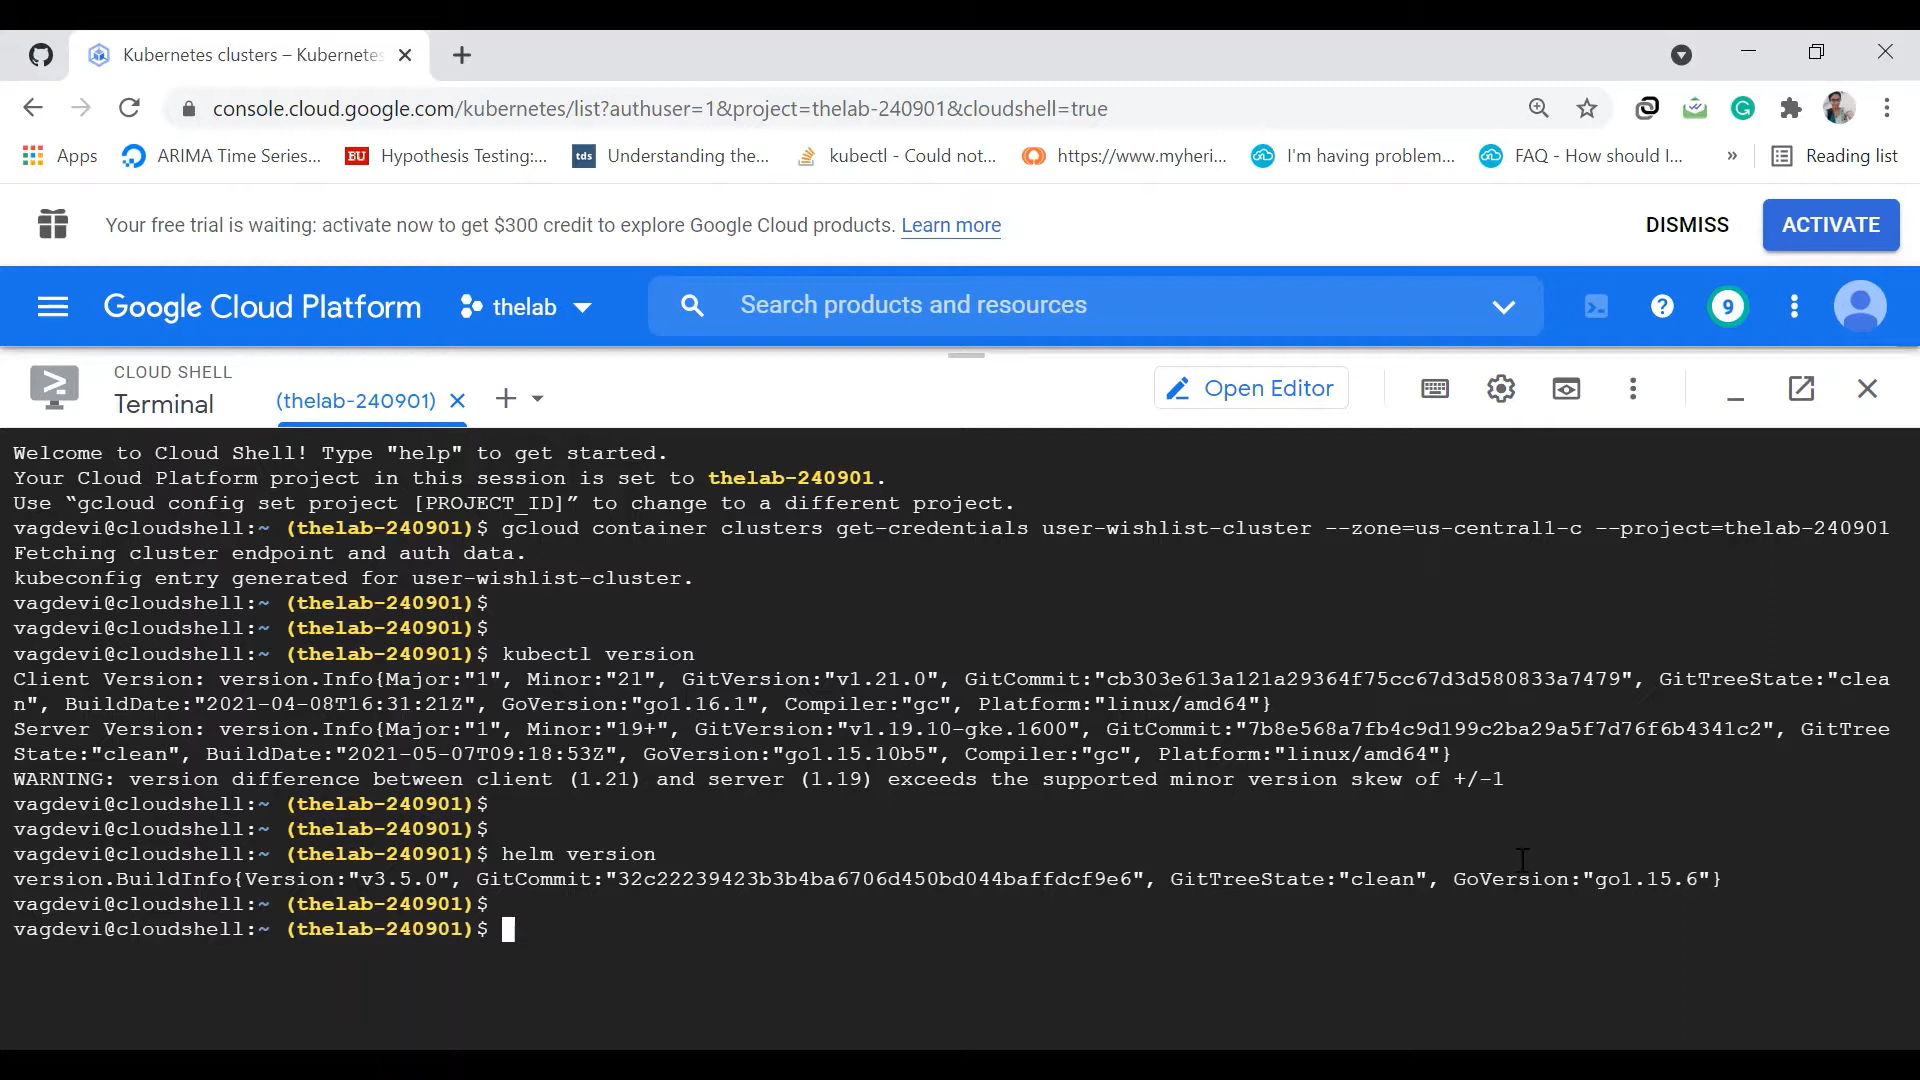 Kubernetes clusters – Kubernetes
console.cloud.google.com/kubernetes/list?authuser=1&project=thelab-240901&cloudshell=true
Apps ARIMA Time Series... BU Hypothesis Testing:... tds Understanding the... kubectl - Could not... https://www.myheri... I'm having problem... FAQ - How should I... » Reading list
Your free trial is waiting: activate now to get $300 credit to explore Google Cloud products. Learn more DISMISS ACTIVATE
Google Cloud Platform thelab Search products and resources 9
CLOUD SHELL
Terminal (thelab-240901) Open Editor
Welcome to Cloud Shell! Type "help" to get started.
Your Cloud Platform project in this session is set to thelab-240901.
Use “gcloud config set project [PROJECT_ID]” to change to a different project.
vagdevi@cloudshell:~ (thelab-240901)$ gcloud container clusters get-credentials user-wishlist-cluster --zone=us-central1-c --project=thelab-240901
Fetching cluster endpoint and auth data.
kubeconfig entry generated for user-wishlist-cluster.
vagdevi@cloudshell:~ (thelab-240901)$
vagdevi@cloudshell:~ (thelab-240901)$
vagdevi@cloudshell:~ (thelab-240901)$ kubectl version
Client Version: version.Info{Major:"1", Minor:"21", GitVersion:"v1.21.0", GitCommit:"cb303e613a121a29364f75cc67d3d580833a7479", GitTreeState:"clea
n", BuildDate:"2021-04-08T16:31:21Z", GoVersion:"go1.16.1", Compiler:"gc", Platform:"linux/amd64"}
Server Version: version.Info{Major:"1", Minor:"19+", GitVersion:"v1.19.10-gke.1600", GitCommit:"7b8e568a7fb4c9d199c2ba29a5f7d76f6b4341c2", GitTree
State:"clean", BuildDate:"2021-05-07T09:18:53Z", GoVersion:"go1.15.10b5", Compiler:"gc", Platform:"linux/amd64"}
WARNING: version difference between client (1.21) and server (1.19) exceeds the supported minor version skew of +/-1
vagdevi@cloudshell:~ (thelab-240901)$
vagdevi@cloudshell:~ (thelab-240901)$
vagdevi@cloudshell:~ (thelab-240901)$ helm version
version.BuildInfo{Version:"v3.5.0", GitCommit:"32c22239423b3b4ba6706d450bd044baffdcf9e6", GitTreeState:"clean", GoVersion:"go1.15.6"}
vagdevi@cloudshell:~ (thelab-240901)$
vagdevi@cloudshell:~ (thelab-240901)$